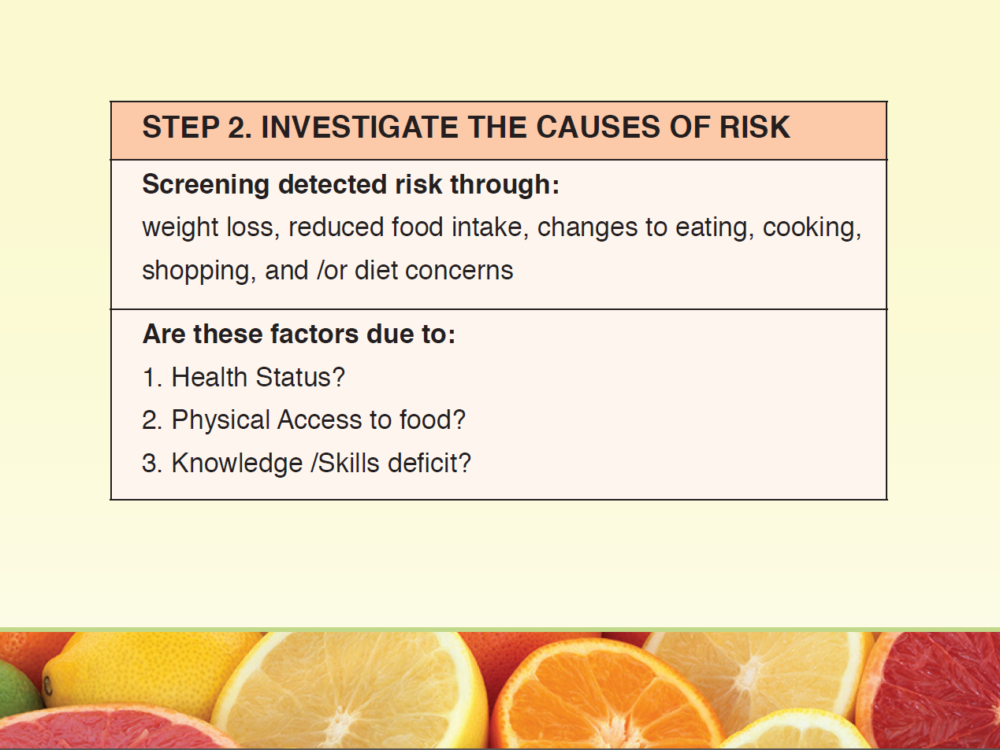 STEP 2. INVESTIGATE THE CAUSES OF RISK
Screening detected risk through:
weight loss, reduced food intake, changes to eating, cooking,
shopping, and /or diet concerns
Are these factors due to:
1. Health Status?
2. Physical Access to food?
3. Knowledge /Skills deficit?